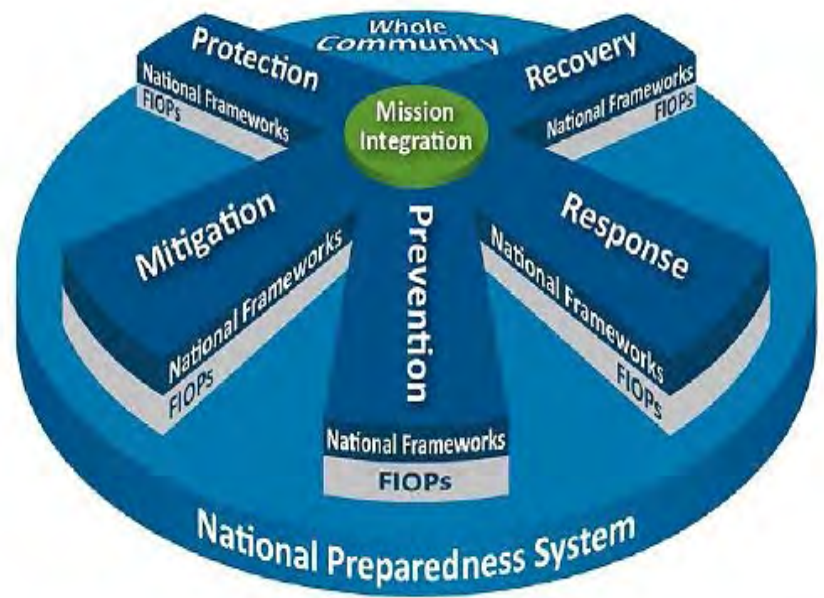 Whole
Community
Protection
National Frameworks
FIOPs
Recovery
National Frameworks
FIOPs
Mission
Integration
Mitigation
National Frameworks
FIOPs
Prevention
National Frameworks
FIOPs
Response
National Frameworks
FIOPs
National Preparedness System